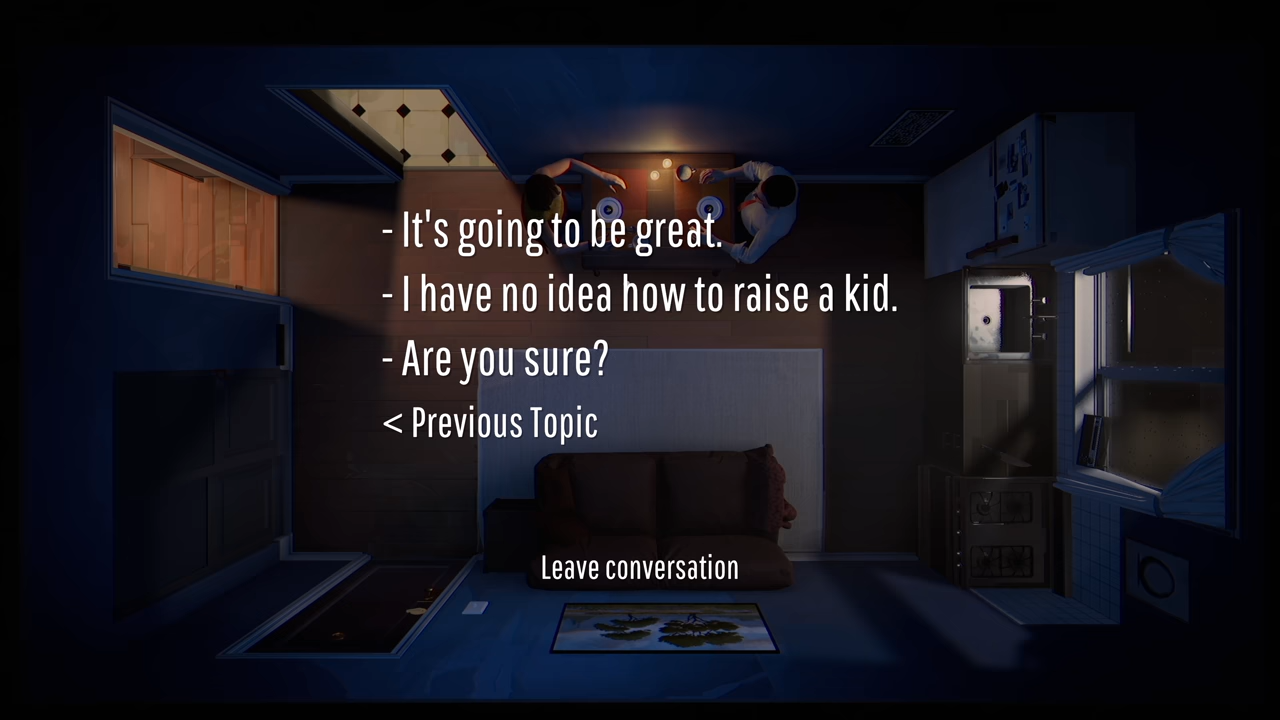 - It's going to be great.
- I have no idea how to raise a kid.
- Are you sure?
< Previous Topic
Leave conversation